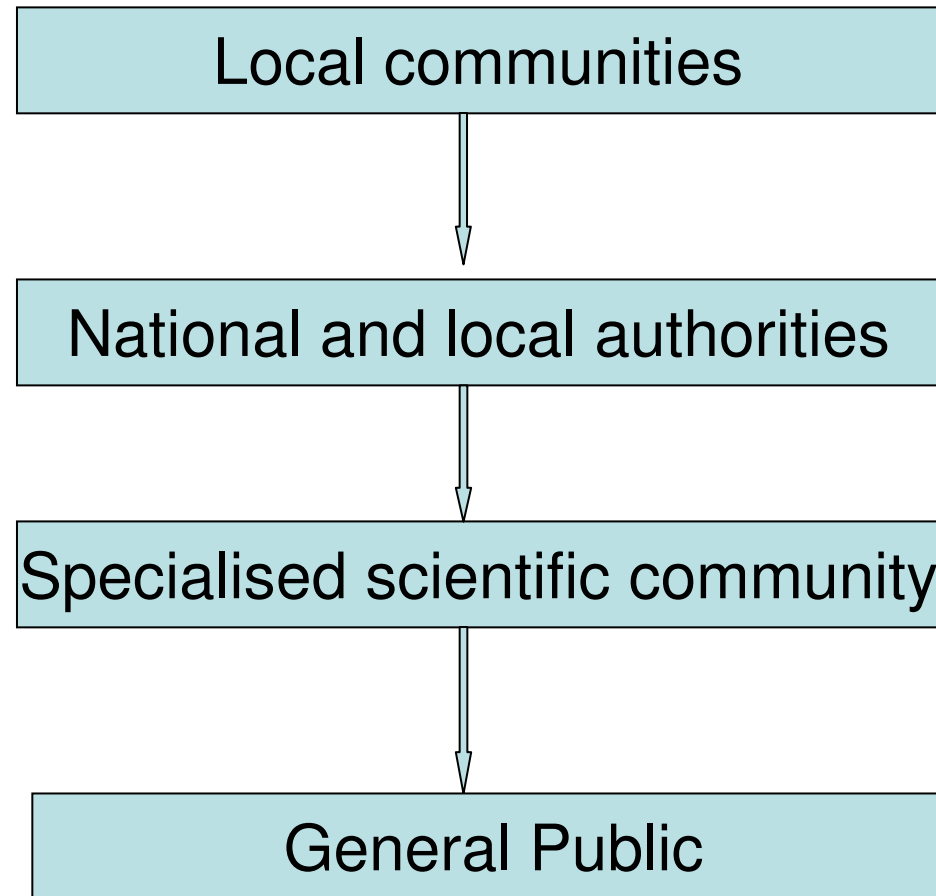 Local communities
National and local authorities
Specialised scientific community
General Public